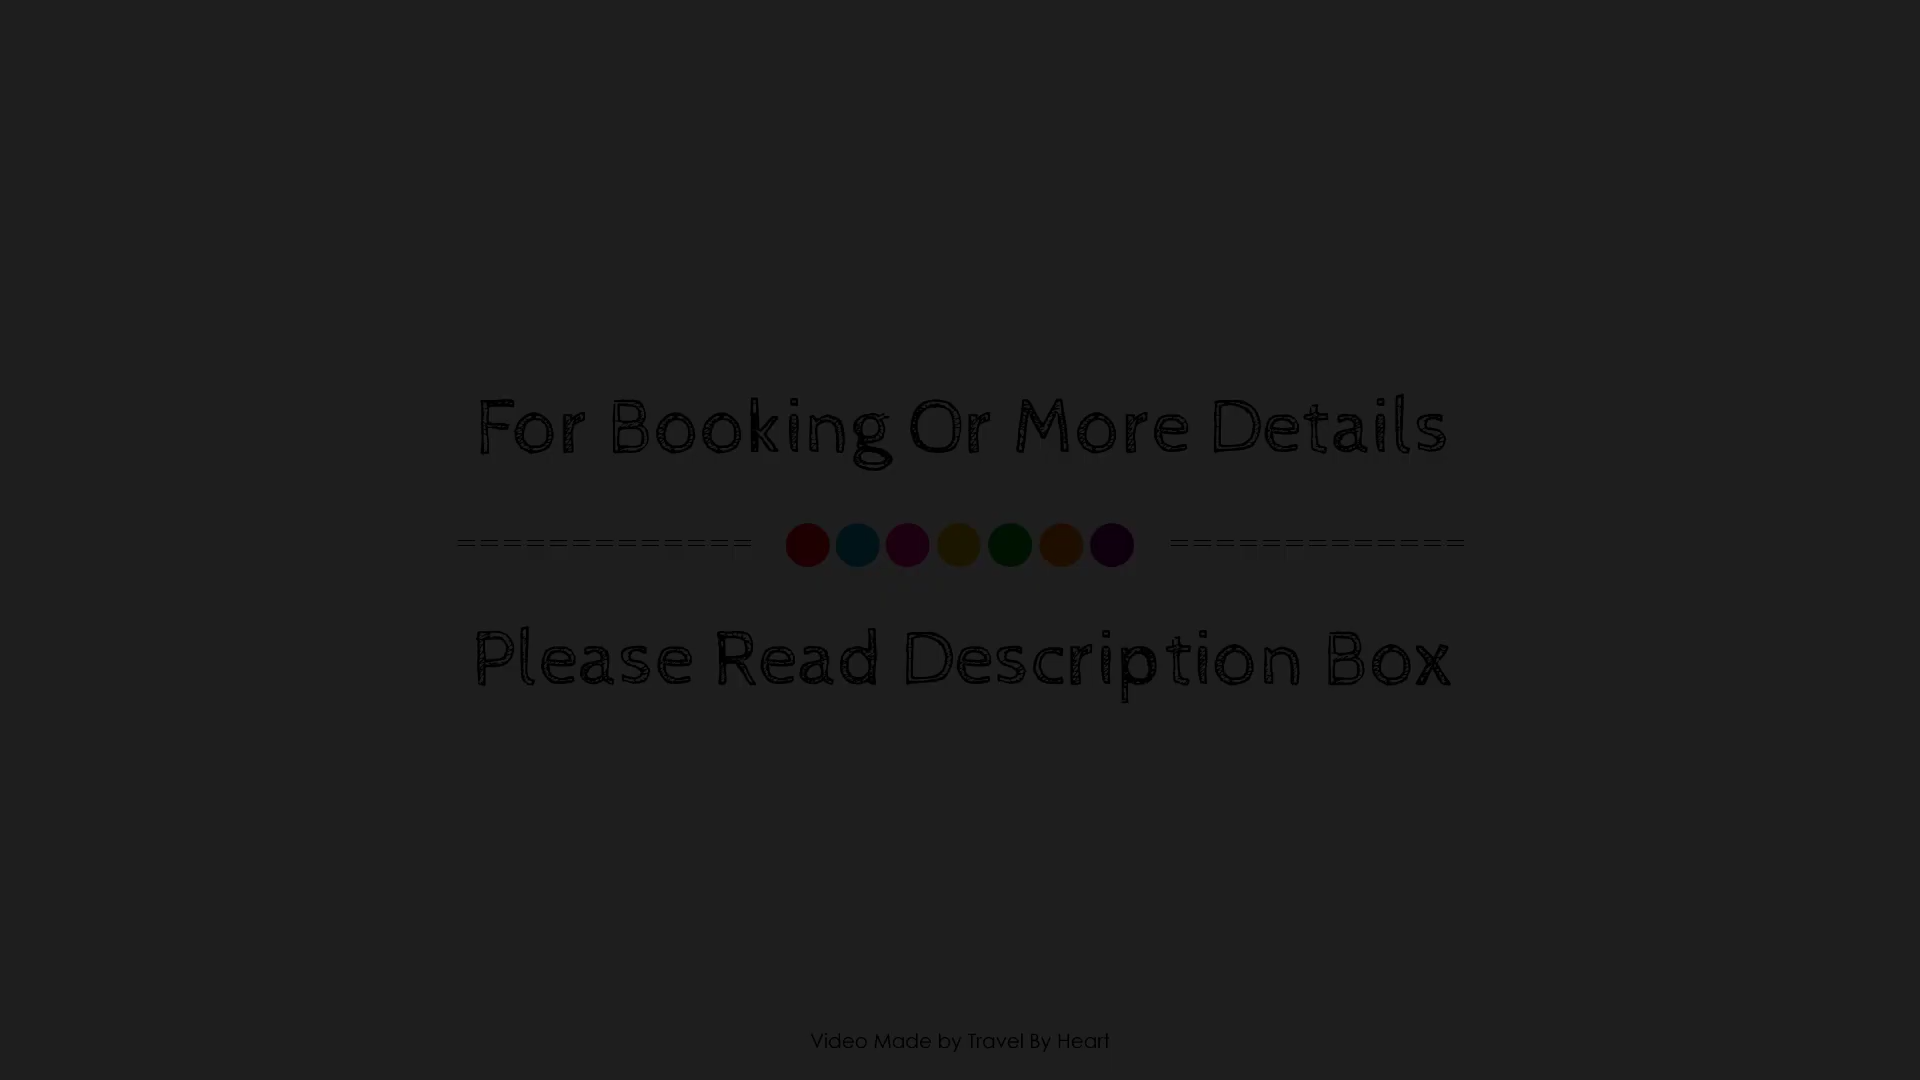 For Booking Or More Details
============= =============
Please Read Description Box
Video Made by Travel By Heart